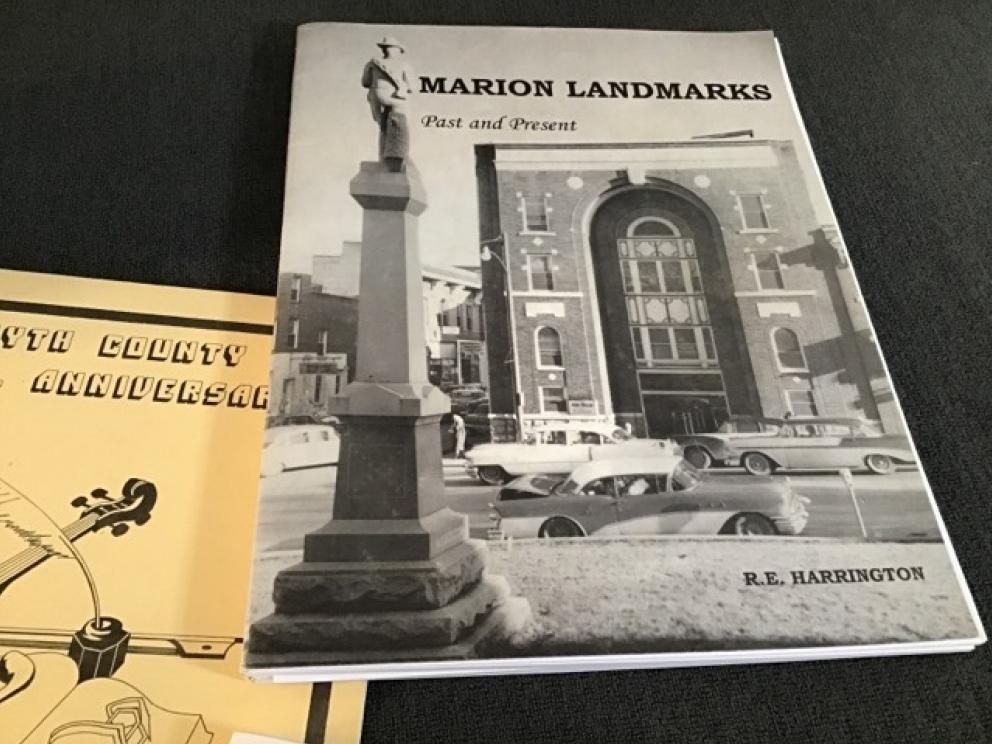 MARION LANDMARKS
Past and Present
R.E. HARRINGTON
YTH COUNTY
ANNIVERSAR